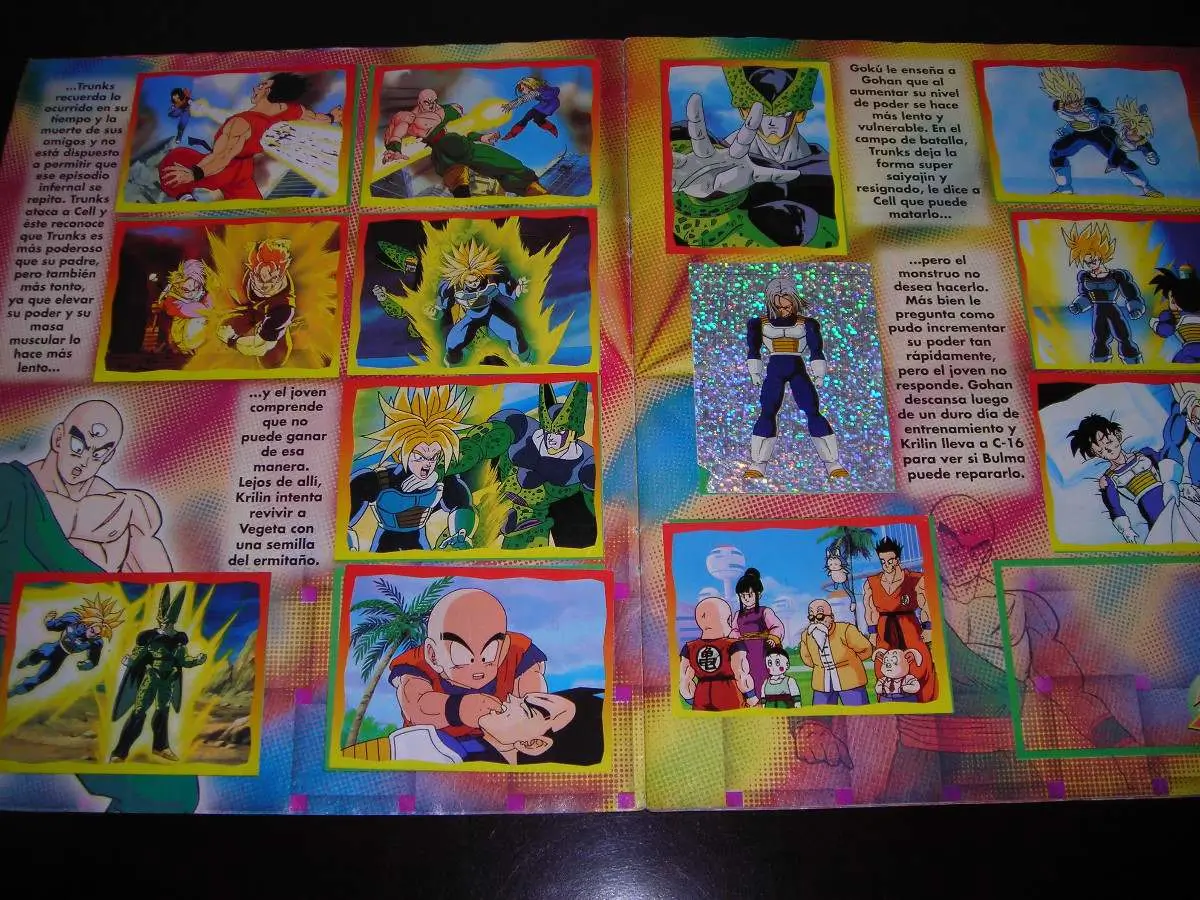 ...Trunks
recuerda lo
ocurrido en su
tiempo y la
muerte de sus
amigos y no
está dispuesto
a permitir que
ese episodio
infernal se
repita. Trunks
ataca a Cell y
éste reconoce
que Trunks es
más poderoso
que su padre,
pero también
más tonto,
ya que elevar
su poder y su
masa
muscular lo
hace más
lento...
...y el joven
comprende
que no
puede ganar
de esa
manera.
Lejos de allí,
Krilin intenta
revivir a
Vegeta con
una semilla
del ermitaño.
Gokú le enseña a
Gohan que al
aumentar su nivel
de poder se hace
más lento y
vulnerable. En el
campo de batalla,
Trunks deja la
forma super
saiyajin y
resignado, le dice a
Cell que puede
matarlo...
...pero el
monstruo no
desea hacerlo.
Más bien le
pregunta como
pudo incrementar
su poder tan
rápidamente,
pero el joven no
responde. Gohan
descansa luego
de un duro día de
entrenamiento y
Krilin lleva a C-16
para ver si Bulma
puede repararlo.
亀